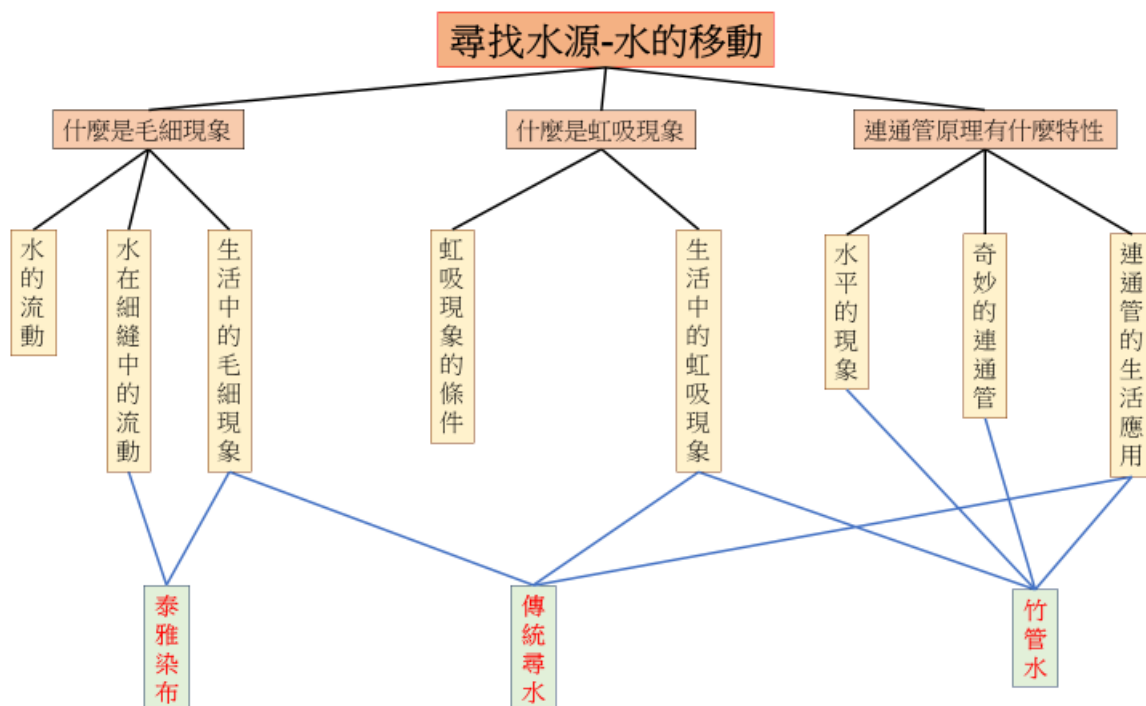 尋找水源-水的移動
什麼是毛細現象
什麼是虹吸現象
連通管原理有什麼特性
水的流動
水在細縫中的流動
生活中的毛細現象
虹吸現象的條件
生活中的虹吸現象
水平的現象
奇妙的連通管
連通管的生活應用
泰雅染布
傳統尋水
竹管水